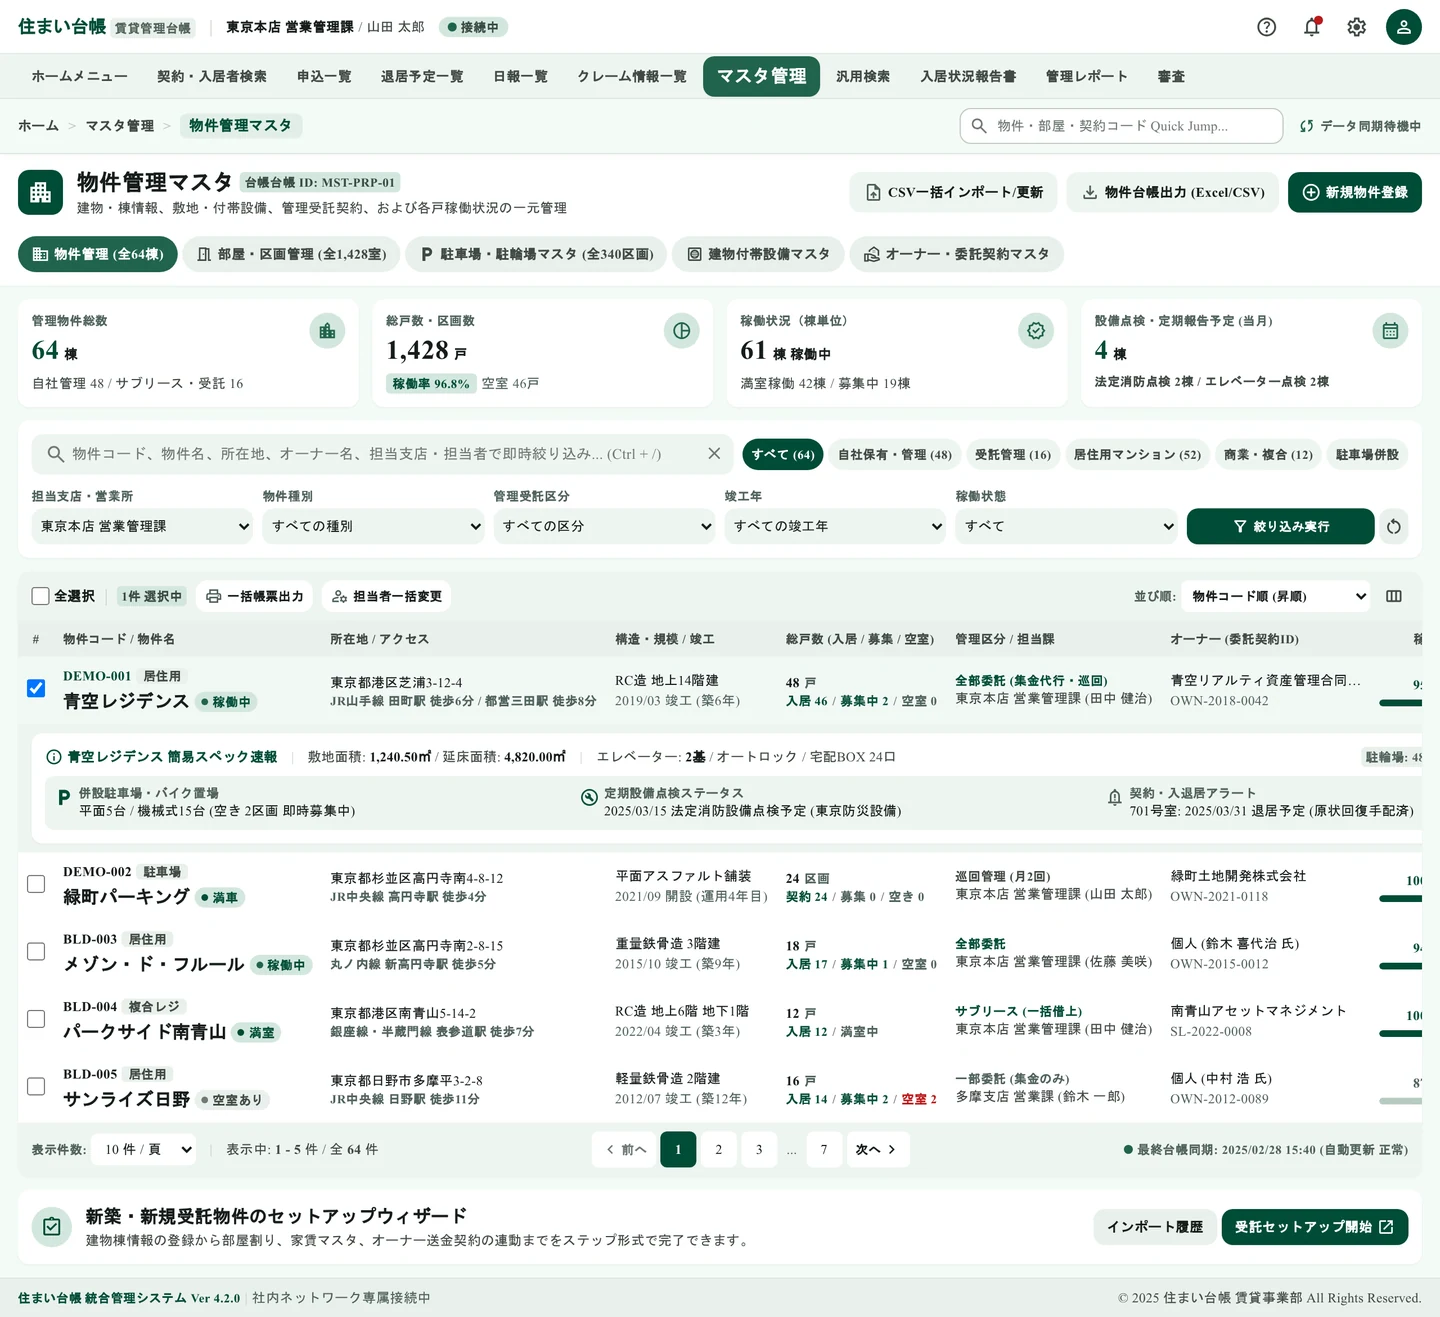 住まい台帳 賃貸管理台帳 東京本店 営業管理課 / 山田 太郎 接続中
ホームメニュー 契約・入居者検索 申込一覧 退居予定一覧 日報一覧 クレーム情報一覧 マスタ管理 汎用検索 入居状況報告書 管理レポート 審査
ホーム > マスタ管理 > 物件管理マスタ 物件・部屋・契約コード Quick Jump... データ同期待機中
物件管理マスタ 台帳台帳 ID: MST-PRP-01
建物・棟情報、敷地・付帯設備、管理受託契約、および各戸稼働状況の一元管理
CSV一括インポート/更新 物件台帳出力 (Excel/CSV) 新規物件登録
物件管理 (全64棟) 部屋・区画管理 (全1,428室) 駐車場・駐輪場マスタ (全340区画) 建物付帯設備マスタ オーナー・委託契約マスタ
管理物件総数
64 棟
自社管理 48 / サブリース・受託 16
総戸数・区画数
1,428 戸
稼働率 96.8% 空室 46戸
稼働状況（棟単位）
61 棟 稼働中
満室稼働 42棟 / 募集中 19棟
設備点検・定期報告予定 (当月)
4 棟
法定消防点検 2棟 / エレベーター点検 2棟
物件コード、物件名、所在地、オーナー名、担当支店・担当者で即時絞り込み... (Ctrl + /) すべて (64) 自社保有・管理 (48) 受託管理 (16) 居住用マンション (52) 商業・複合 (12) 駐車場併設
担当支店・営業所 物件種別 管理受託区分 竣工年 稼働状態
東京本店 営業管理課 すべての種別 すべての区分 すべての竣工年 すべて 絞り込み実行
全選択 1件 選択中 一括帳票出力 担当者一括変更 並び順: 物件コード順 (昇順)
# 物件コード / 物件名 所在地 / アクセス 構造・規模 / 竣工 総戸数 (入居 / 募集 / 空室) 管理区分 / 担当課 オーナー (委託契約ID)
DEMO-001 居住用
青空レジデンス 稼働中
東京都港区芝浦3-12-4
JR山手線 田町駅 徒歩6分 / 都営三田駅 徒歩8分
RC造 地上14階建
2019/03 竣工 (築6年)
48 戸
入居 46 / 募集中 2 / 空室 0
全部委託 (集金代行・巡回)
東京本店 営業管理課 (田中 健治)
青空リアルティ資産管理合同…
OWN-2018-0042
青空レジデンス 簡易スペック速報 敷地面積: 1,240.50㎡ / 延床面積: 4,820.00㎡ エレベーター: 2基 / オートロック / 宅配BOX 24口 駐輪場: 48
併設駐車場・バイク置場
平面5台 / 機械式15台 (空き 2区画 即時募集中)
定期設備点検ステータス
2025/03/15 法定消防設備点検予定 (東京防災設備)
契約・入退居アラート
701号室: 2025/03/31 退居予定 (原状回復手配済)
DEMO-002 駐車場
緑町パーキング 満車
東京都杉並区高円寺南4-8-12
JR中央線 高円寺駅 徒歩4分
平面アスファルト舗装
2021/09 開設 (運用4年目)
24 区画
契約 24 / 募集 0 / 空き 0
巡回管理 (月2回)
東京本店 営業管理課 (山田 太郎)
緑町土地開発株式会社
OWN-2021-0118
BLD-003 居住用
メゾン・ド・フルール 稼働中
東京都杉並区高円寺南2-8-15
丸ノ内線 新高円寺駅 徒歩5分
重量鉄骨造 3階建
2015/10 竣工 (築9年)
18 戸
入居 17 / 募集中 1 / 空室 0
全部委託
東京本店 営業管理課 (佐藤 美咲)
個人 (鈴木 喜代治 氏)
OWN-2015-0012
BLD-004 複合レジ
パークサイド南青山 満室
東京都港区南青山5-14-2
銀座線・半蔵門線 表参道駅 徒歩7分
RC造 地上6階 地下1階
2022/04 竣工 (築3年)
12 戸
入居 12 / 満室中
サブリース (一括借上)
東京本店 営業管理課 (田中 健治)
南青山アセットマネジメント
SL-2022-0008
BLD-005 居住用
サンライズ日野 空室あり
東京都日野市多摩平3-2-8
JR中央線 日野駅 徒歩11分
軽量鉄骨造 2階建
2012/07 竣工 (築12年)
16 戸
入居 14 / 募集中 2 / 空室 2
一部委託 (集金のみ)
多摩支店 営業課 (鈴木 一郎)
個人 (中村 浩 氏)
OWN-2012-0089
表示件数: 10 件 / 頁 表示中: 1 - 5 件 / 全 64 件 前へ 1 2 3 ... 7 次へ 最終台帳同期: 2025/02/28 15:40 (自動更新 正常)
新築・新規受託物件のセットアップウィザード
建物棟情報の登録から部屋割り、家賃マスタ、オーナー送金契約の連動までをステップ形式で完了できます。
インポート履歴 受託セットアップ開始
住まい台帳 統合管理システム Ver 4.2.0 社内ネットワーク専属接続中 © 2025 住まい台帳 賃貸事業部 All Rights Reserved.